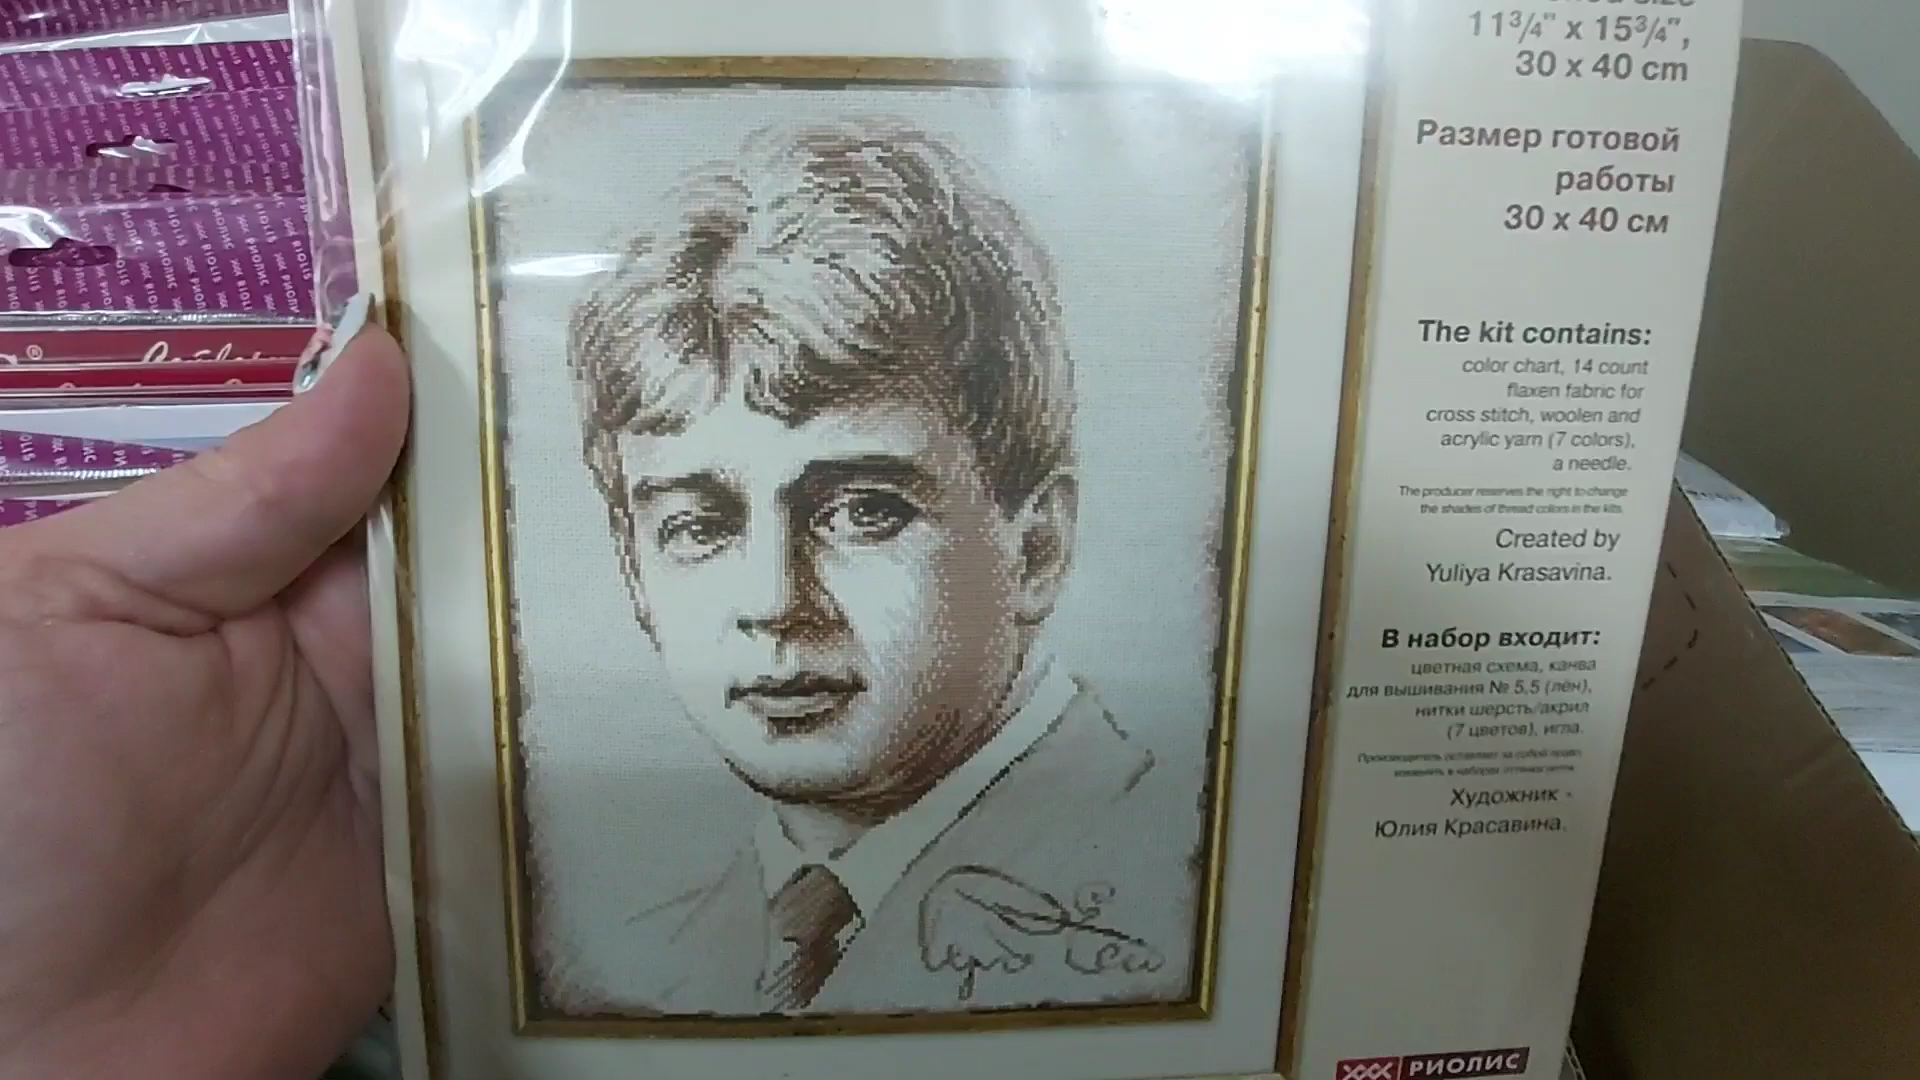 11¾" x 15¾",
30 x 40 cm
Размер готовой
работы
30 x 40 см
The kit contains:
color chart, 14 count
flaxen fabric for
cross stitch, woolen and
acrylic yarn (7 colors),
a needle.
The producer reserves the right to change
the shades of thread colors in the kits.
Created by
Yuliya Krasavina.
В набор входит:
цветная схема, канва
для вышивания № 5,5 (лён),
нитки шерсть/акрил
(7 цветов), игла.
Производитель оставляет за собой право
изменять в наборах оттенки нитей.
Художник -
Юлия Красавина.
РИОЛИС